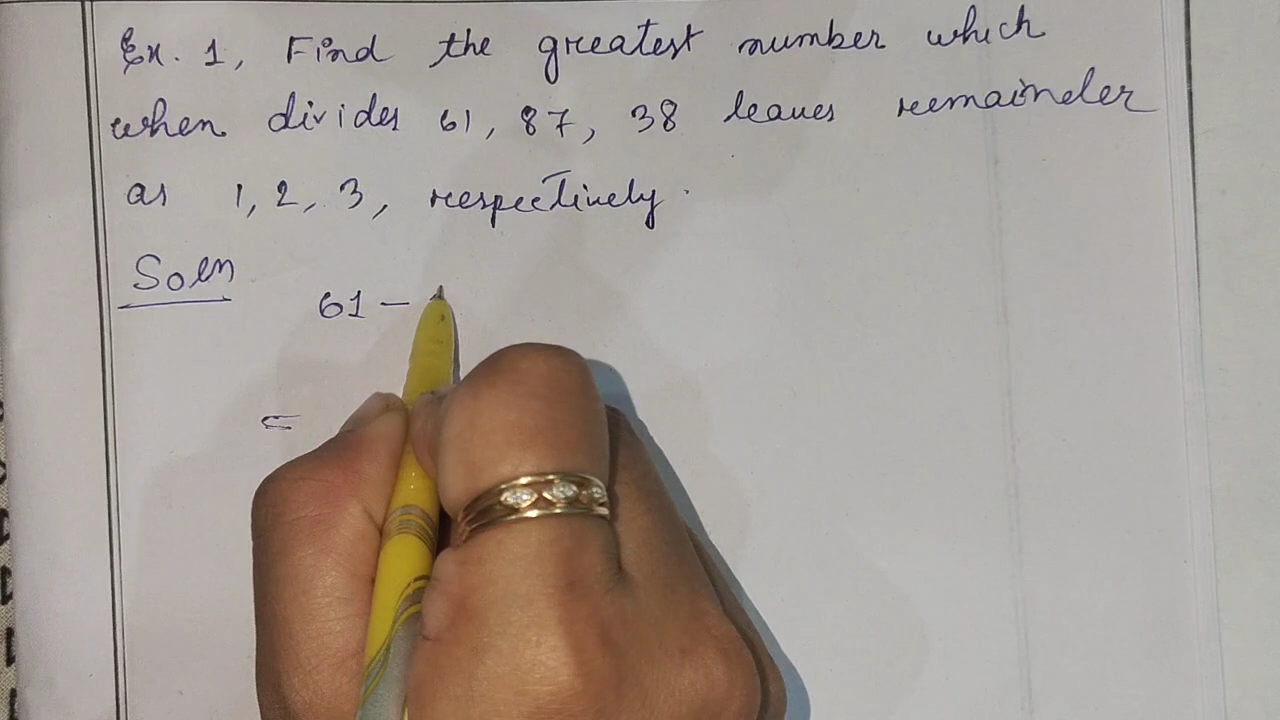 Ex. 1, Find the greatest number which
when divides 61, 87, 38 leaves remainder
as 1, 2, 3, respectively.
Soln
61 -
=